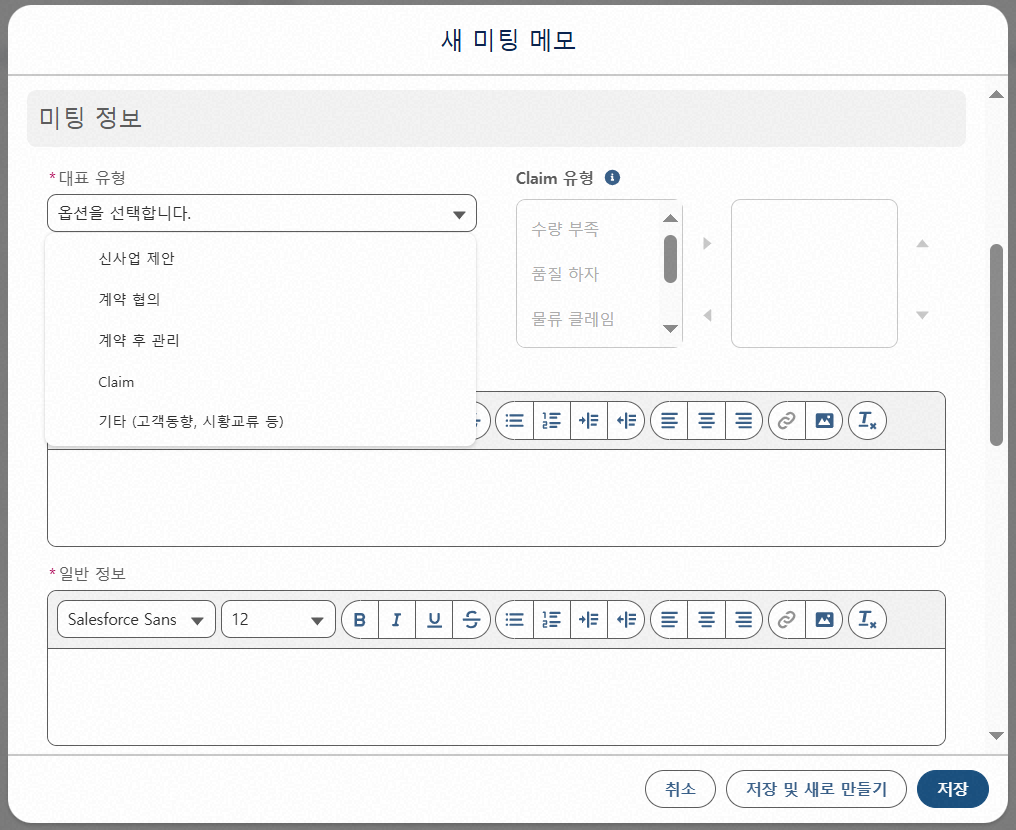 새 미팅 메모
미팅 정보
*대표 유형
옵션을 선택합니다.
신사업 제안
계약 협의
계약 후 관리
Claim
기타 (고객동향, 시황교류 등)
Claim 유형
수량 부족
품질 하자
물류 클레임
*일반 정보
Salesforce Sans 12 B I U S
취소 저장 및 새로 만들기 저장